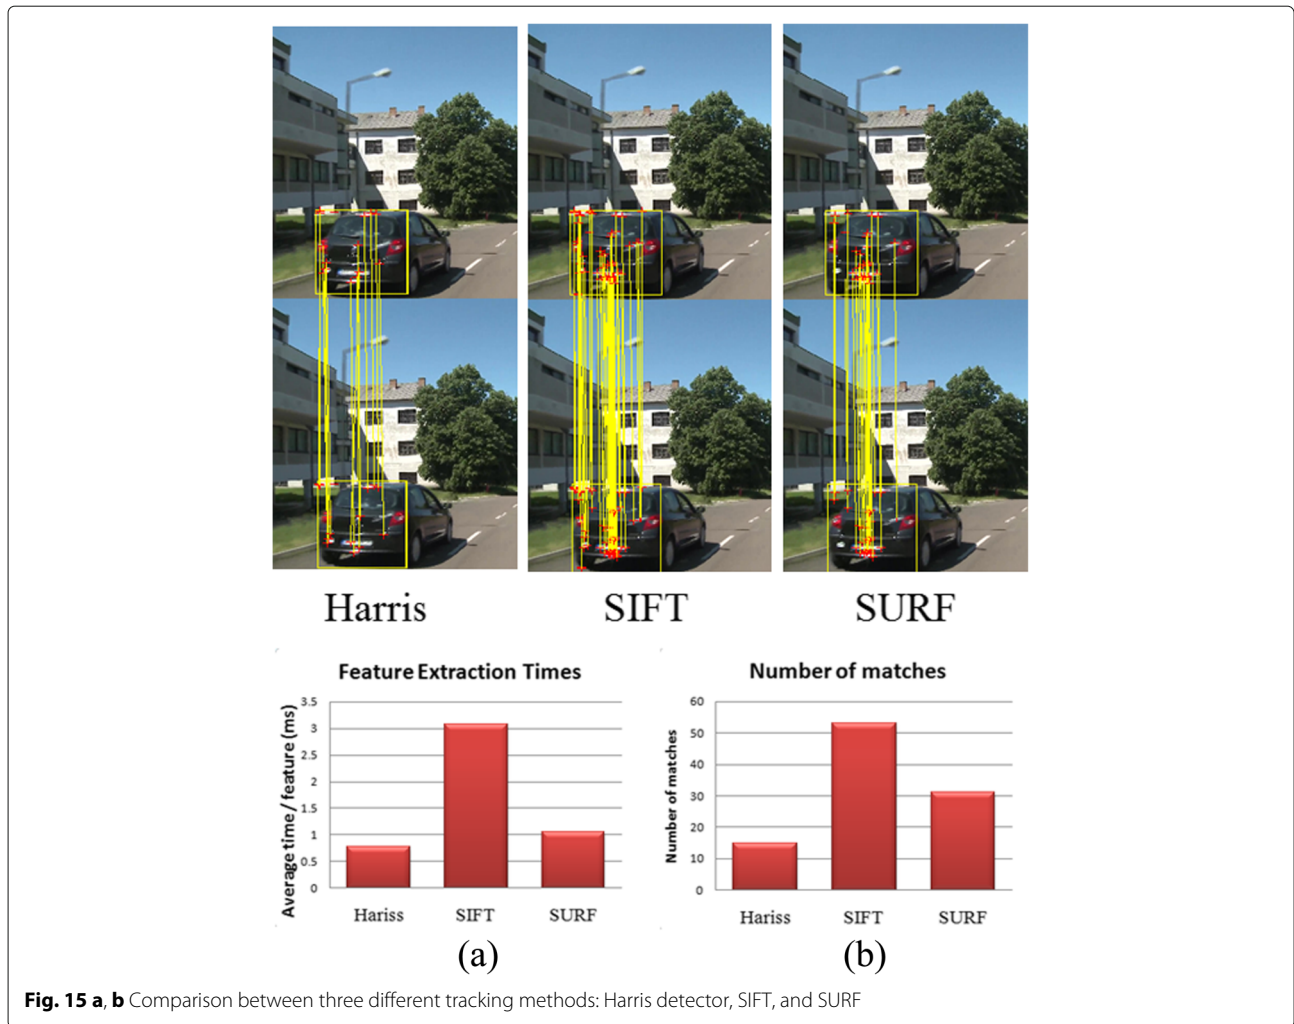 Harris
SIFT
SURF
Feature Extraction Times
Average time / feature (ms)
3.5
3
2.5
2
1.5
1
0.5
0
Hariss
SIFT
SURF
(a)
Number of matches
Number of matches
60
50
40
30
20
10
0
Hariss
SIFT
SURF
(b)
Fig. 15 a, b Comparison between three different tracking methods: Harris detector, SIFT, and SURF